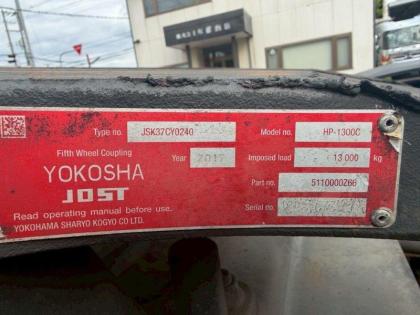 Type no. JSK37CY0240 Model no. HP-1300C
Fifth Wheel Coupling Year 2017 Imposed load 13 000 kg
YOKOSHA
JOST
Part no. 5110000Z66
Read operating manual before use. Serial no.
YOKOHAMA SHARYO KOGYO CO LTD.